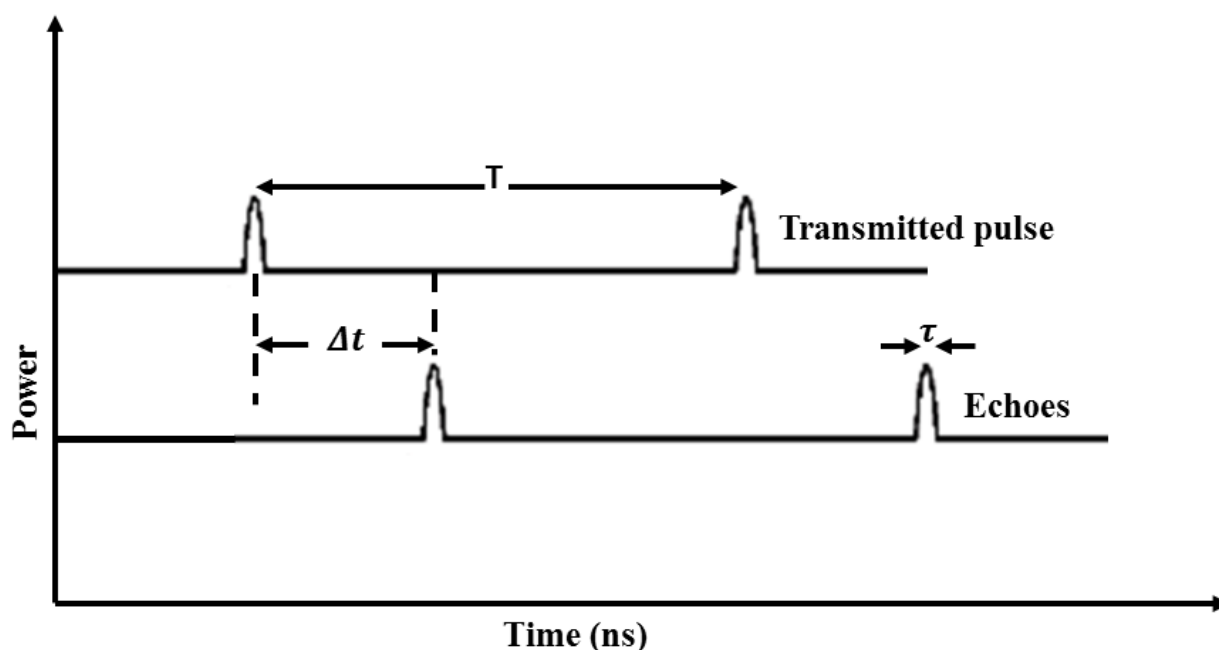 T
Transmitted pulse
Δt
τ
Echoes
Power
Time (ns)